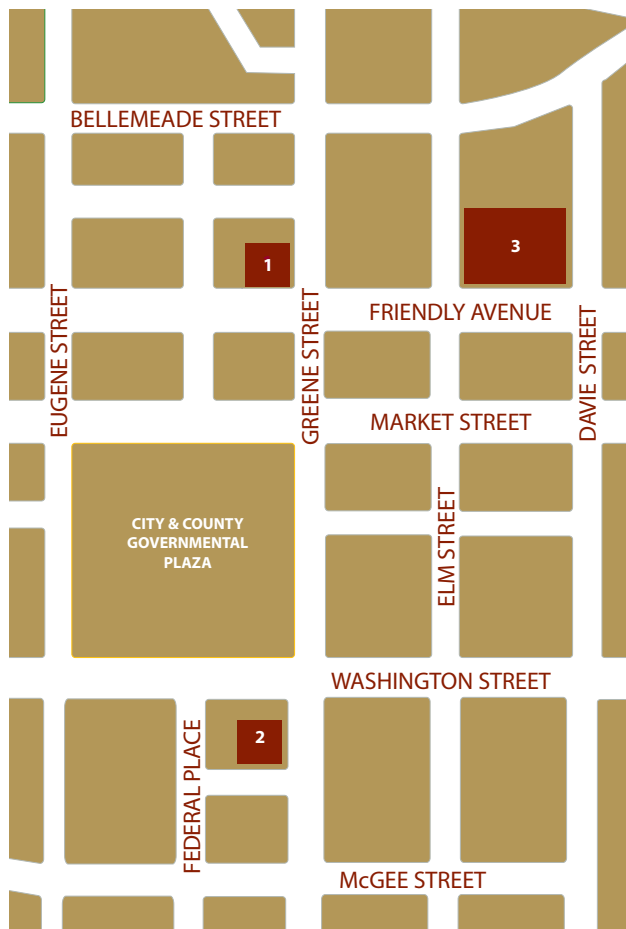 BELLEMEADE STREET
1
3
FRIENDLY AVENUE
EUGENE STREET
GREENE STREET
DAVIE STREET
MARKET STREET
CITY & COUNTY
GOVERNMENTAL
PLAZA
ELM STREET
WASHINGTON STREET
FEDERAL PLACE
2
McGEE STREET